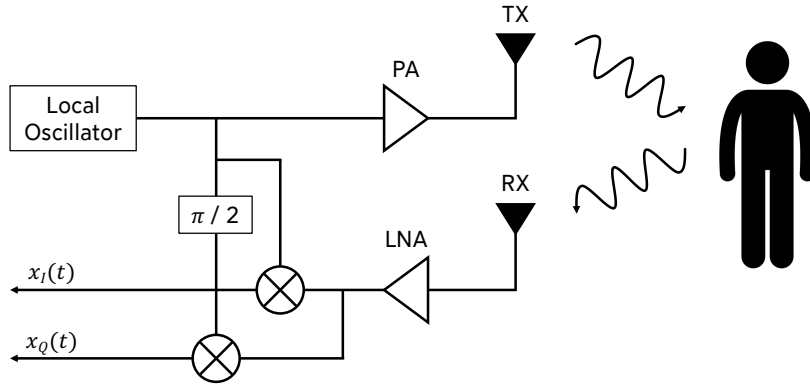 TX
PA
Local
Oscillator
RX
π / 2
LNA
x_I(t)
x_Q(t)